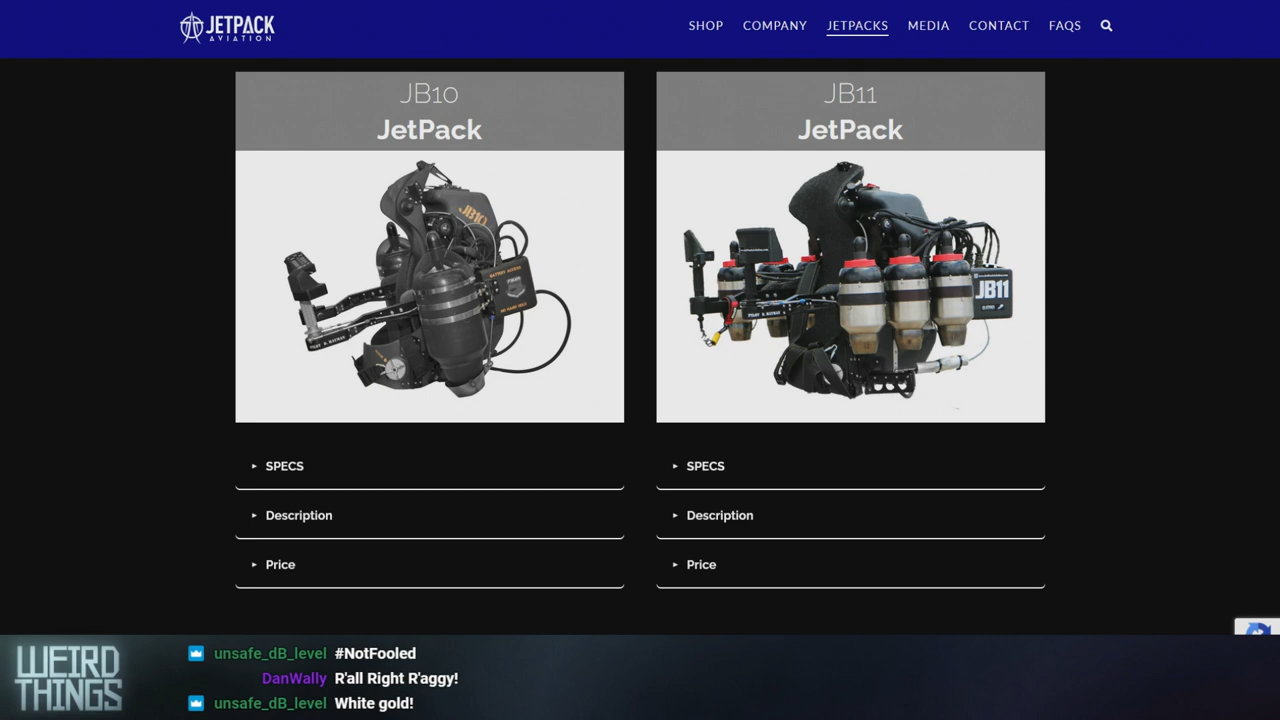 JETPACK
AVIATION
SHOP COMPANY JETPACKS MEDIA CONTACT FAQS
JB10
JetPack
JB11
JetPack
JB10
JB11
SPECS
Description
Price
SPECS
Description
Price
WEIRD
THINGS
unsafe_dB_level #NotFooled
DanWally R'all Right R'aggy!
unsafe_dB_level White gold!